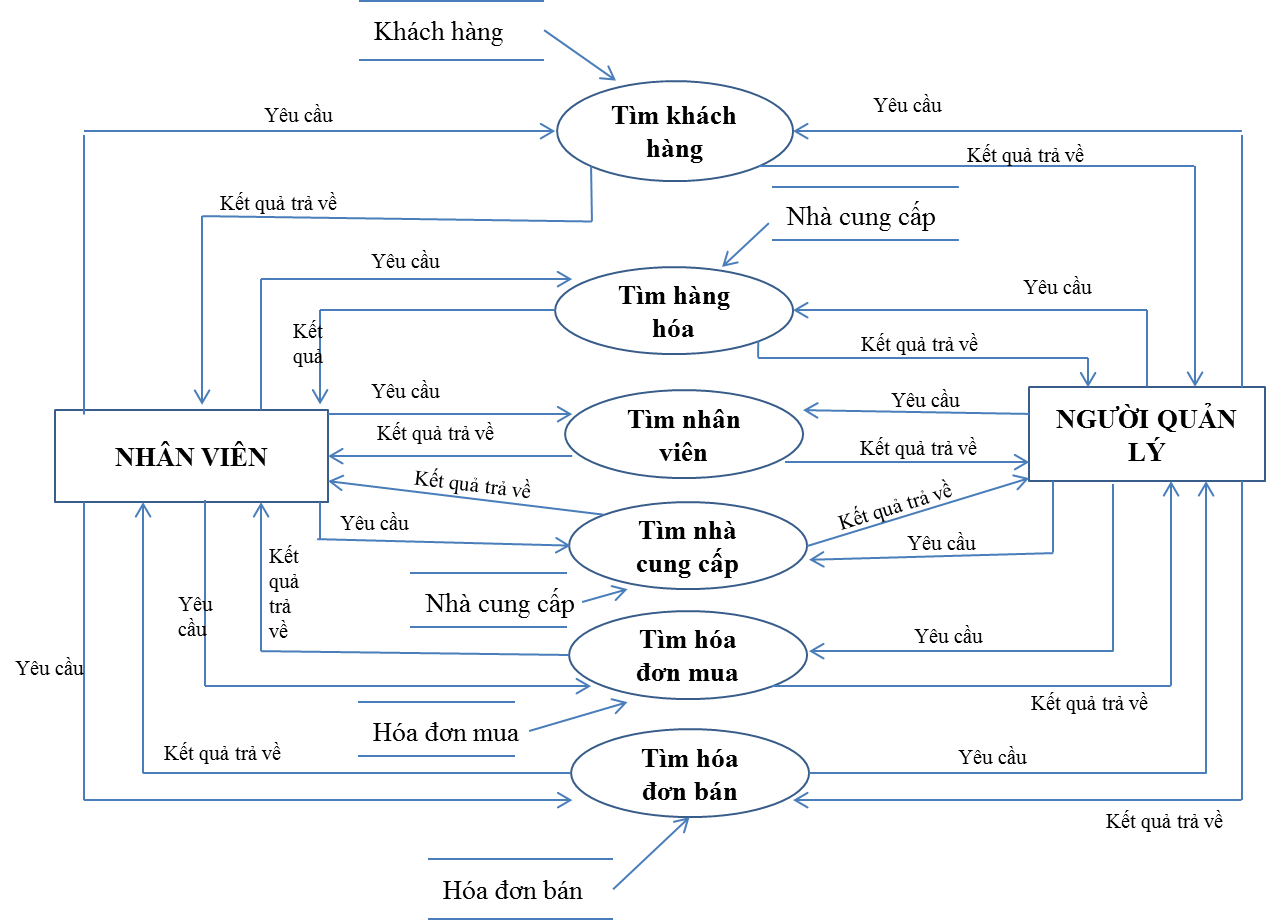 Khách hàng
Yêu cầu
Tìm khách
hàng
Yêu cầu
Kết quả trả về
Kết quả trả về
Nhà cung cấp
Yêu cầu
Tìm hàng
hóa
Yêu cầu
Kết
quả
Kết quả trả về
Yêu cầu
Tìm nhân
viên
Yêu cầu
Kết quả trả về
Kết quả trả về
NHÂN VIÊN
NGƯỜI QUẢN
LÝ
Kết quả trả về
Yêu cầu
Tìm nhà
cung cấp
Kết quả trả về
Yêu cầu
Kết
quả
trả
về
Yêu
cầu
Nhà cung cấp
Tìm hóa
đơn mua
Yêu cầu
Yêu cầu
Kết quả trả về
Hóa đơn mua
Kết quả trả về
Tìm hóa
đơn bán
Yêu cầu
Kết quả trả về
Hóa đơn bán